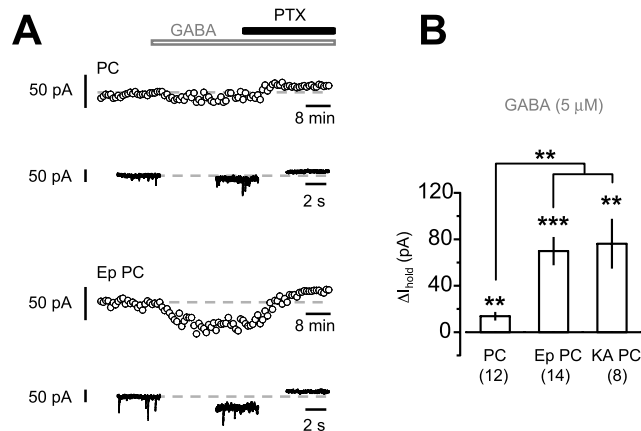 A
PTX
GABA
PC
50 pA
8 min
50 pA
2 s
Ep PC
50 pA
8 min
50 pA
2 s
B
GABA (5 µM)
**
120
**
***
80
ΔIhold (pA)
40
**
0
PC Ep PC KA PC
(12) (14) (8)